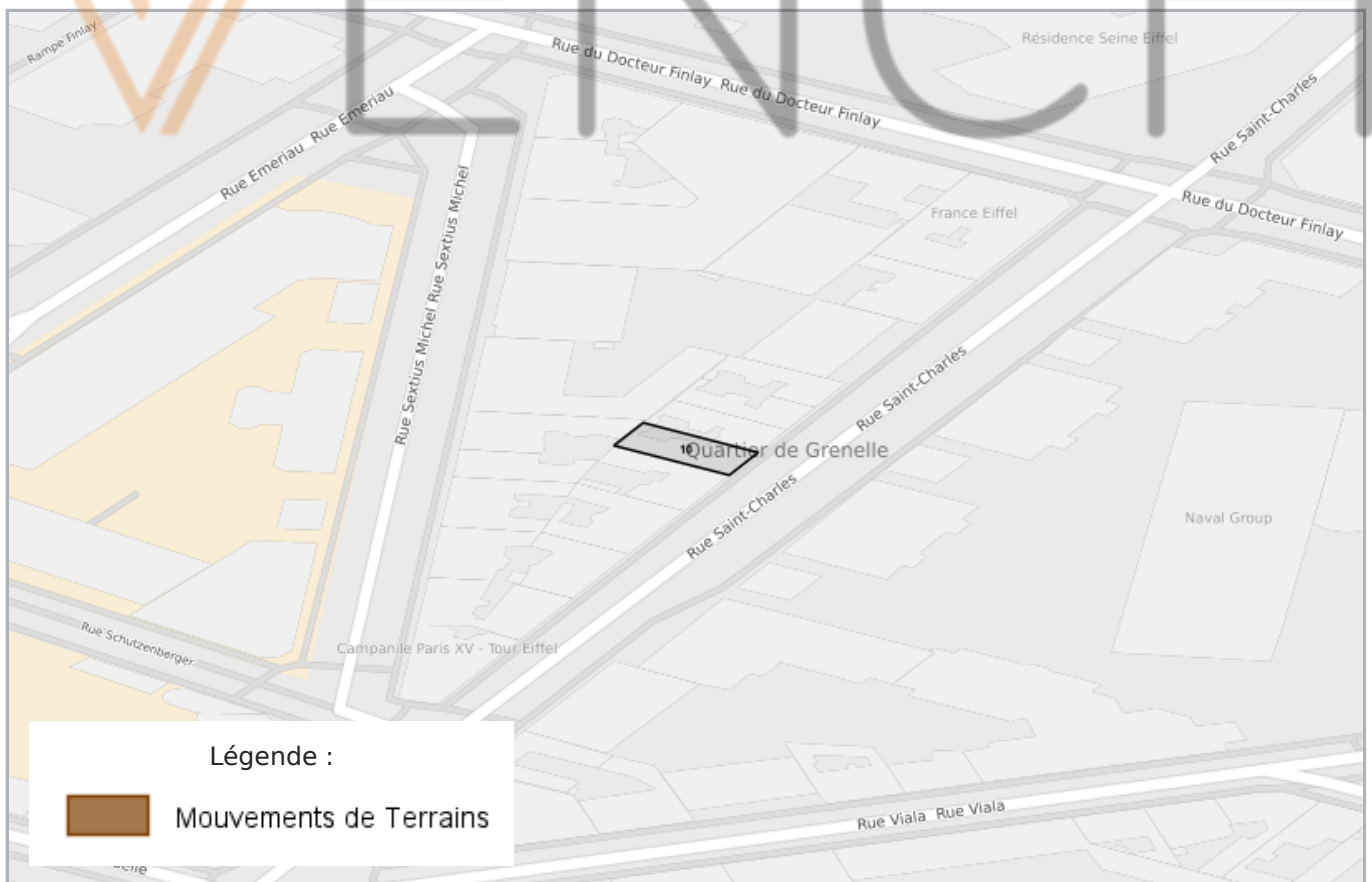 VENCH
Rampe Finlay
Résidence Seine Eiffel
Rue du Docteur Finlay Rue du Docteur Finlay
Rue Saint-Charles
Rue Emeriau Rue Emeriau
Rue du Docteur Finlay
France Eiffel
Rue Sextius Michel Rue Sextius Michel
Rue Saint-Charles
10
Quartier de Grenelle
Rue Saint-Charles
Naval Group
Rue Schutzenberger
Campanile Paris XV - Tour Eiffel
Légende :
Mouvements de Terrains
Rue Viala Rue Viala